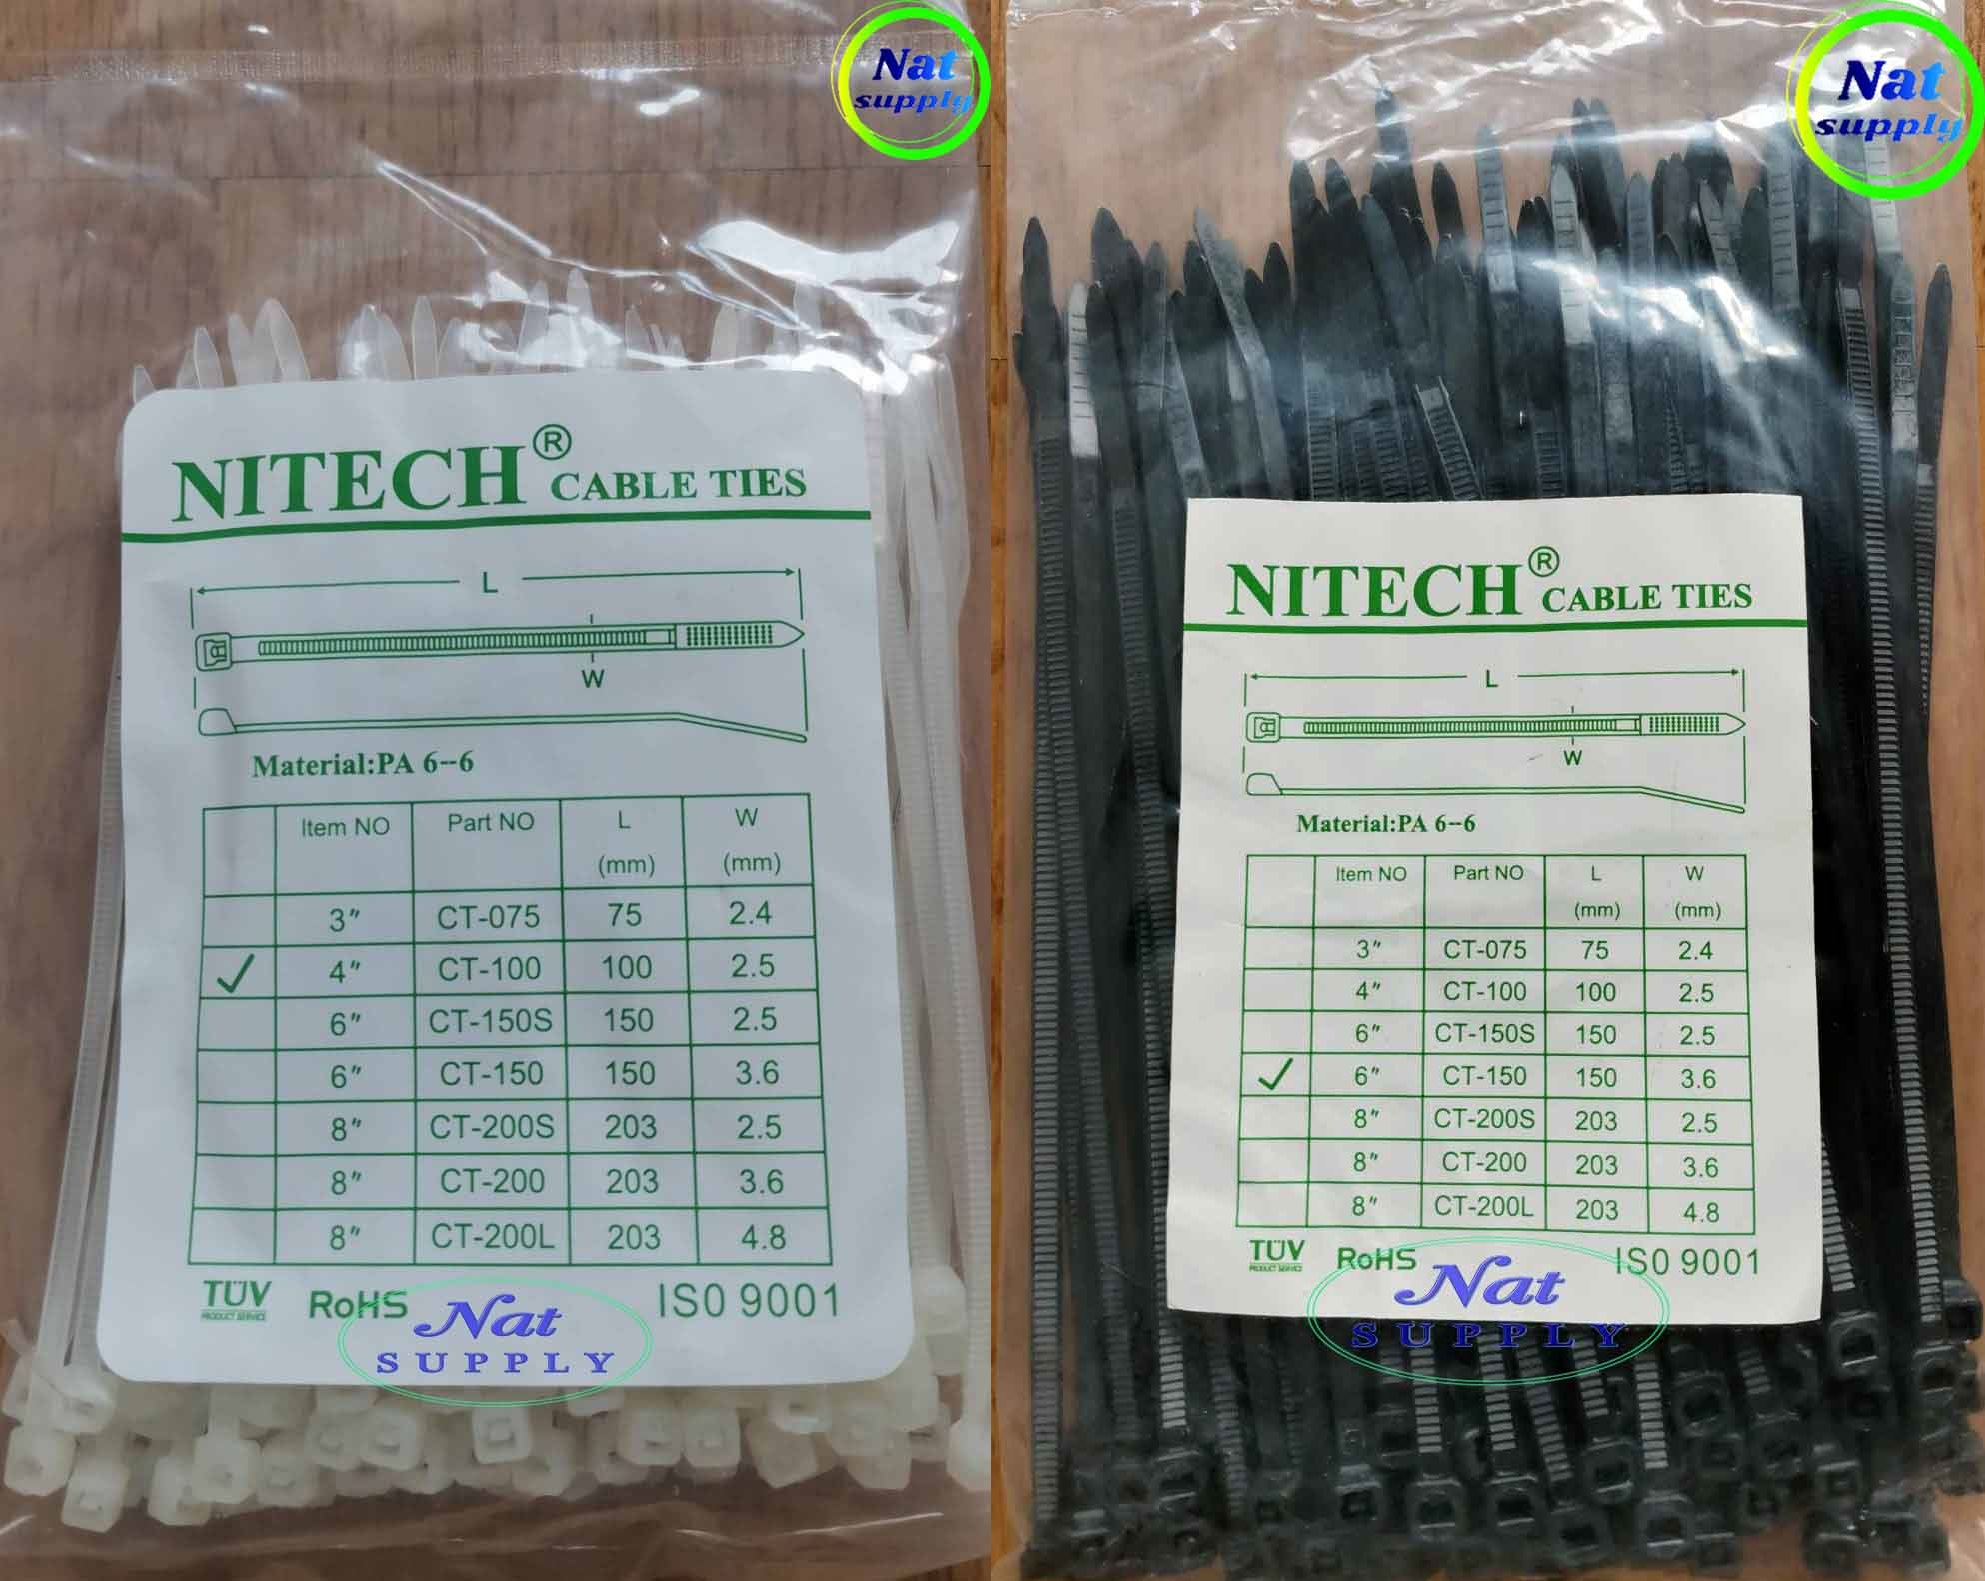 Nat
supply
NITECH® CABLE TIES
L
W
Material:PA 6--6
Item NO Part NO L (mm) W (mm)
3" CT-075 75 2.4
✓ 4" CT-100 100 2.5
6" CT-150S 150 2.5
6" CT-150 150 3.6
8" CT-200S 203 2.5
8" CT-200 203 3.6
8" CT-200L 203 4.8
TÜV PRODUCT SERVICE RoHS ISO 9001
Nat
SUPPLY
Nat
supply
NITECH® CABLE TIES
L
W
Material:PA 6--6
Item NO Part NO L (mm) W (mm)
3" CT-075 75 2.4
4" CT-100 100 2.5
6" CT-150S 150 2.5
✓ 6" CT-150 150 3.6
8" CT-200S 203 2.5
8" CT-200 203 3.6
8" CT-200L 203 4.8
TÜV PRODUCT SERVICE RoHS ISO 9001
Nat
SUPPLY